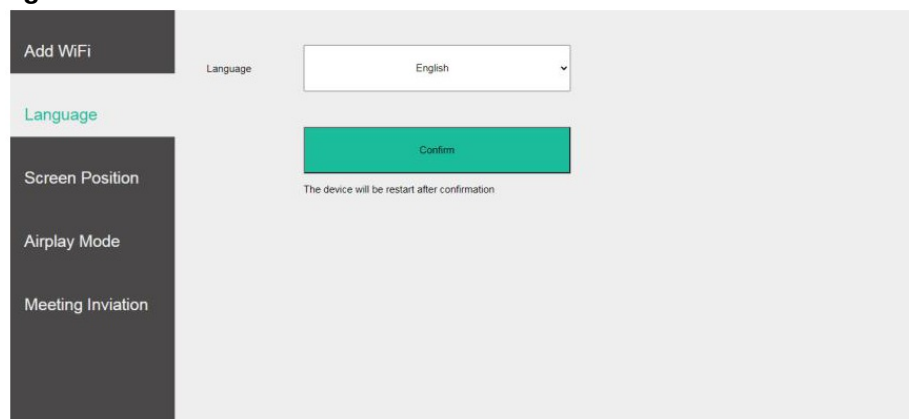 Add WiFi
Language
Screen Position
Airplay Mode
Meeting Inviation
Language
English
Confirm
The device will be restart after confirmation